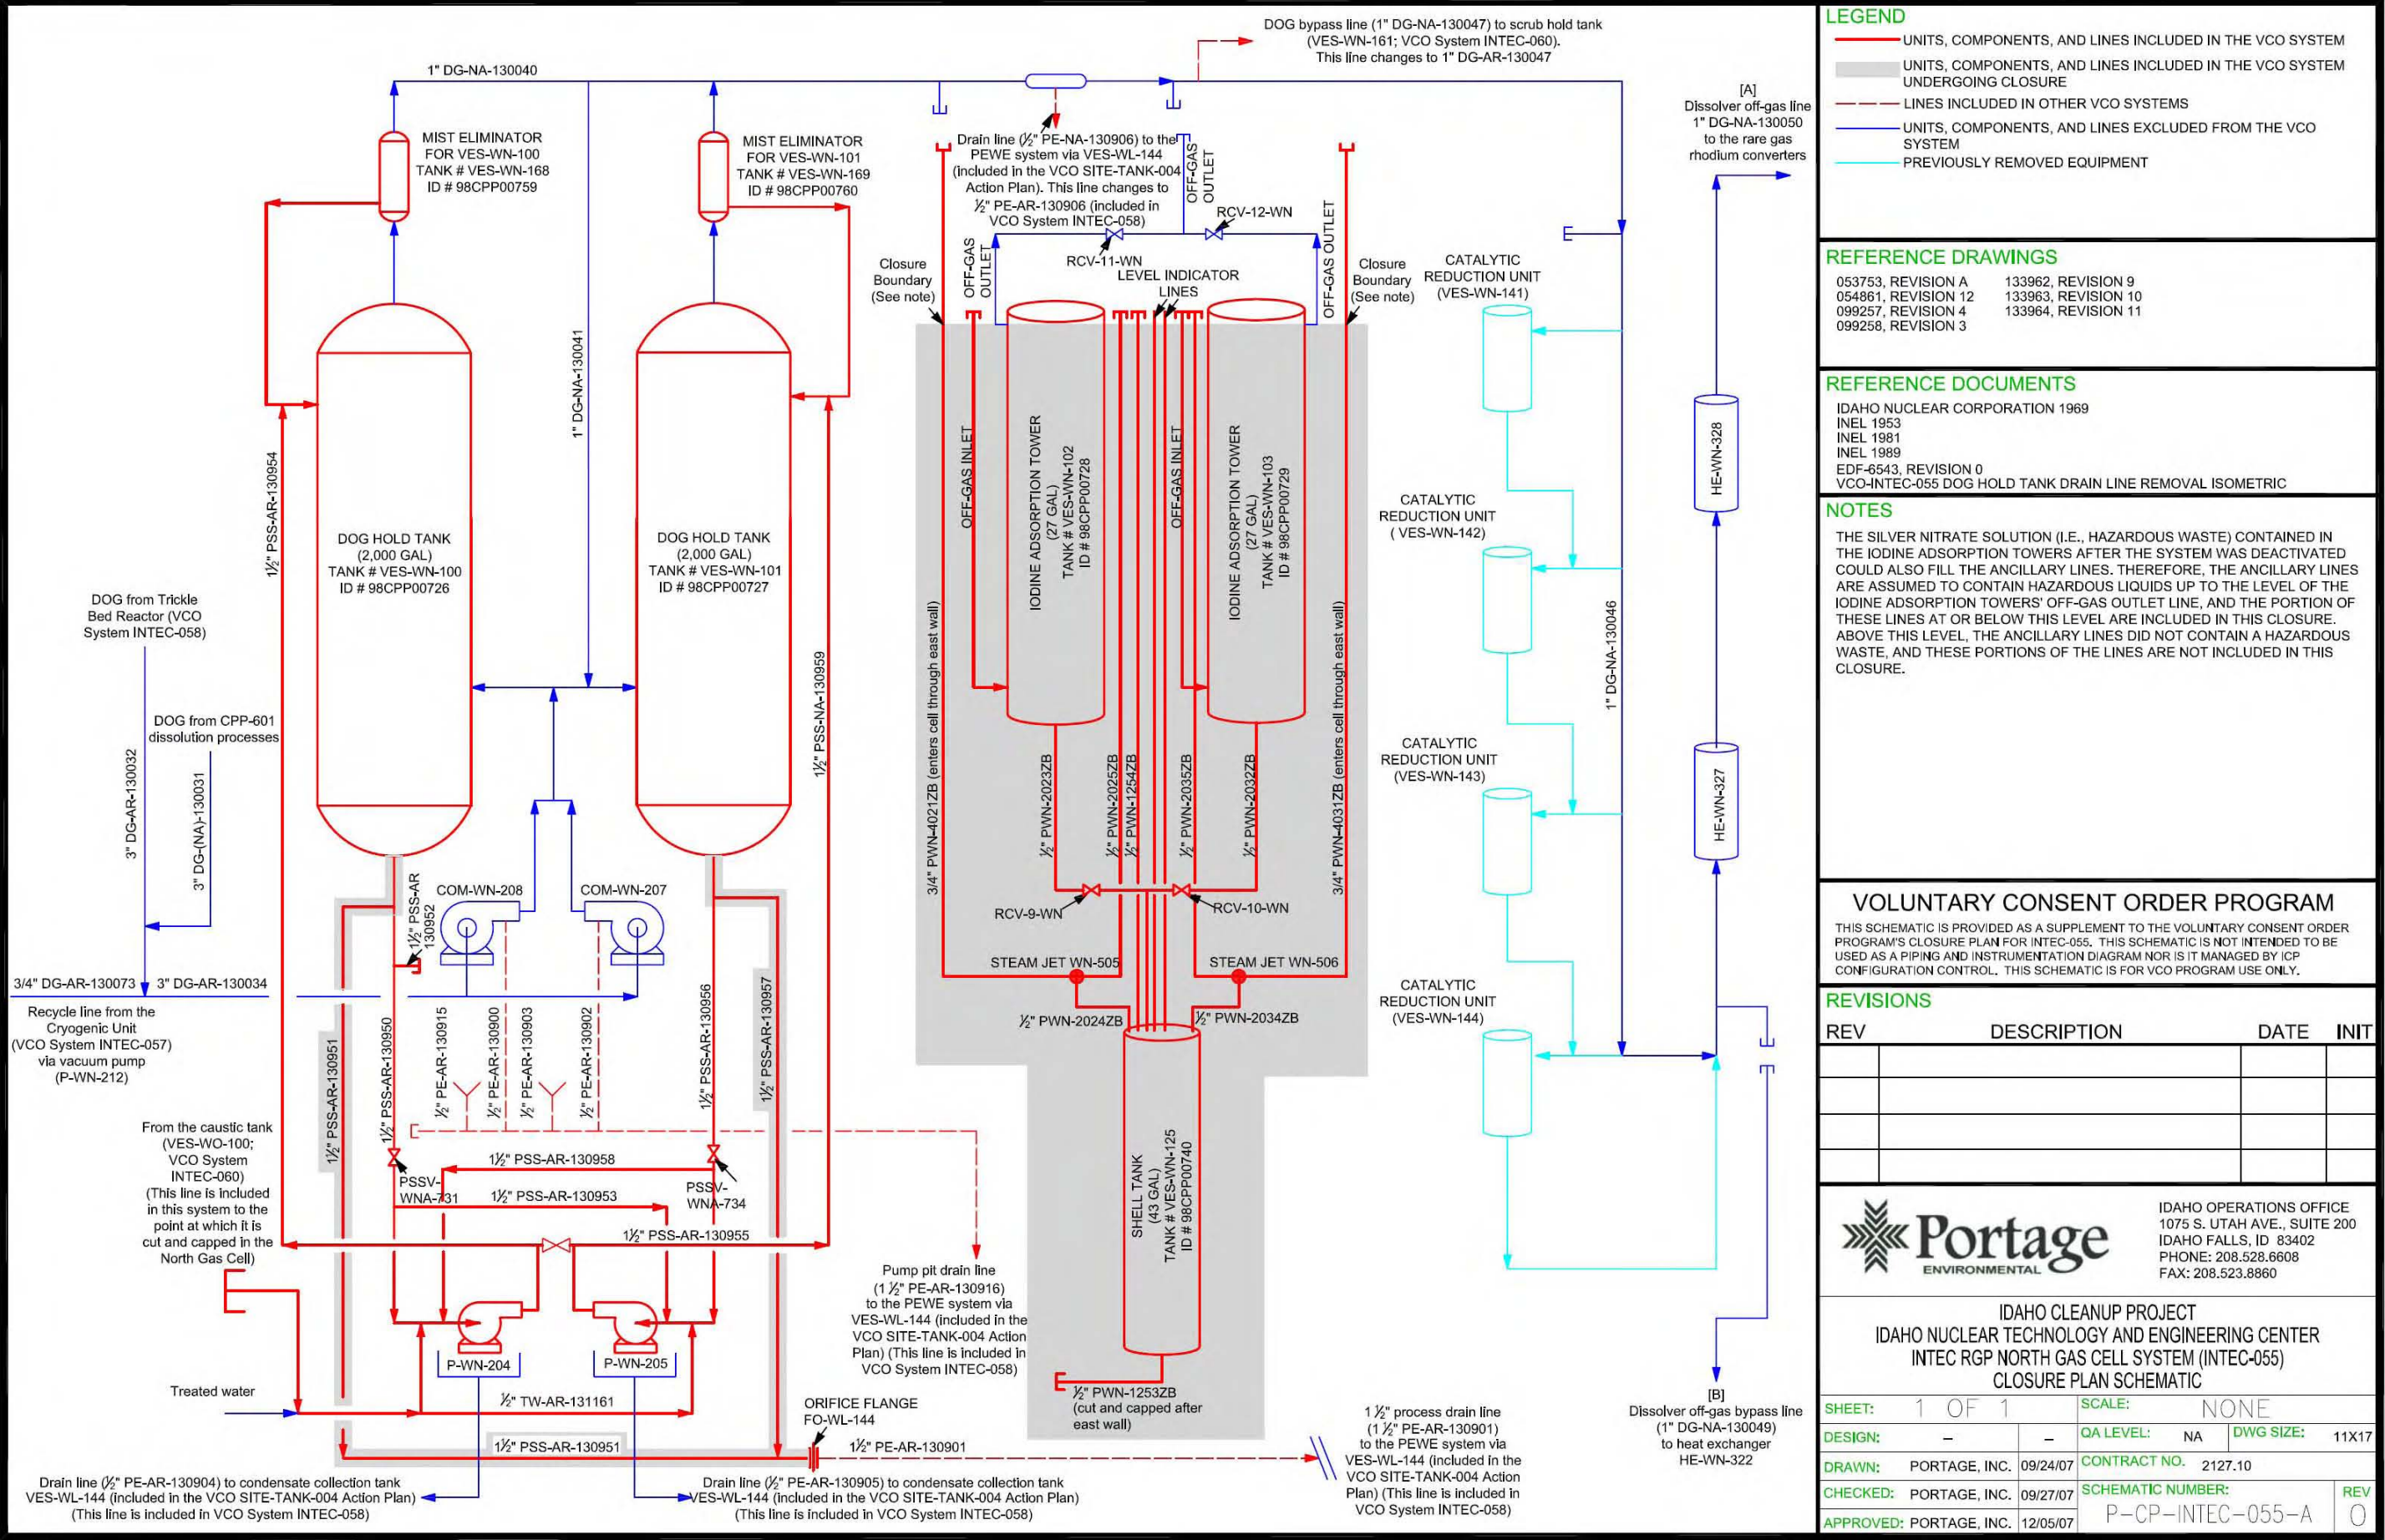 DOG bypass line (1" DG-NA-130047) to scrub hold tank
(VES-WN-161; VCO System INTEC-060).
This line changes to 1" DG-AR-130047
1" DG-NA-130040
[A]
Dissolver off-gas line
1" DG-NA-130050
to the rare gas
rhodium converters
MIST ELIMINATOR
FOR VES-WN-100
TANK # VES-WN-168
ID # 98CPP00759
MIST ELIMINATOR
FOR VES-WN-101
TANK # VES-WN-169
ID # 98CPP00760
Drain line (½" PE-NA-130906) to the
PEWE system via VES-WL-144
(included in the VCO SITE-TANK-004
Action Plan). This line changes to
½" PE-AR-130906 (included in
VCO System INTEC-058)
OFF-GAS
OUTLET
RCV-12-WN
RCV-11-WN
OFF-GAS
OUTLET
OFF-GAS OUTLET
LEVEL INDICATOR
LINES
Closure
Boundary
(See note)
Closure
Boundary
(See note)
CATALYTIC
REDUCTION UNIT
(VES-WN-141)
1" DG-NA-130041
1½" PSS-AR-130954
DOG HOLD TANK
(2,000 GAL)
TANK # VES-WN-100
ID # 98CPP00726
DOG HOLD TANK
(2,000 GAL)
TANK # VES-WN-101
ID # 98CPP00727
1½" PSS-NA-130959
OFF-GAS INLET
IODINE ADSORPTION TOWER
(27 GAL)
TANK # VES-WN-102
ID # 98CPP00728
OFF-GAS INLET
IODINE ADSORPTION TOWER
(27 GAL)
TANK # VES-WN-103
ID # 98CPP00729
CATALYTIC
REDUCTION UNIT
( VES-WN-142)
CATALYTIC
REDUCTION UNIT
(VES-WN-143)
CATALYTIC
REDUCTION UNIT
(VES-WN-144)
HE-WN-328
HE-WN-327
1" DG-NA-130046
DOG from Trickle
Bed Reactor (VCO
System INTEC-058)
DOG from CPP-601
dissolution processes
3" DG-AR-130032
3" DG-(NA)-130031
3/4" DG-AR-130073
3" DG-AR-130034
Recycle line from the
Cryogenic Unit
(VCO System INTEC-057)
via vacuum pump
(P-WN-212)
1½" PSS-AR
130952
COM-WN-208
COM-WN-207
3/4" PWN-4021ZB (enters cell through east wall)
½" PWN-2023ZB
½" PWN-2025ZB
½" PWN-1254ZB
½" PWN-2035ZB
½" PWN-2032ZB
3/4" PWN-4031ZB (enters cell through east wall)
RCV-9-WN
RCV-10-WN
STEAM JET WN-505
STEAM JET WN-506
½" PWN-2024ZB
½" PWN-2034ZB
1½" PSS-AR-130951
1½" PSS-AR-130950
½" PE-AR-130915
½" PE-AR-130900
½" PE-AR-130903
½" PE-AR-130902
1½" PSS-AR-130956
1½" PSS-AR-130957
From the caustic tank
(VES-WO-100;
VCO System
INTEC-060)
(This line is included
in this system to the
point at which it is
cut and capped in the
North Gas Cell)
1½" PSS-AR-130958
PSSV-
WNA-731
1½" PSS-AR-130953
PSSV-
WNA-734
1½" PSS-AR-130955
SHELL TANK
(43 GAL)
TANK # VES-WN-125
ID # 98CPP00740
Pump pit drain line
(1 ½" PE-AR-130916)
to the PEWE system via
VES-WL-144 (included in the
VCO SITE-TANK-004 Action
Plan) (This line is included in
VCO System INTEC-058)
P-WN-204
P-WN-205
Treated water
½" TW-AR-131161
ORIFICE FLANGE
FO-WL-144
1½" PSS-AR-130951
1½" PE-AR-130901
½" PWN-1253ZB
(cut and capped after
east wall)
1 ½" process drain line
(1 ½" PE-AR-130901)
to the PEWE system via
VES-WL-144 (included in the
VCO SITE-TANK-004 Action
Plan) (This line is included in
VCO System INTEC-058)
[B]
Dissolver off-gas bypass line
(1" DG-NA-130049)
to heat exchanger
HE-WN-322
Drain line (½" PE-AR-130904) to condensate collection tank
VES-WL-144 (included in the VCO SITE-TANK-004 Action Plan)
(This line is included in VCO System INTEC-058)
Drain line (½" PE-AR-130905) to condensate collection tank
VES-WL-144 (included in the VCO SITE-TANK-004 Action Plan)
(This line is included in VCO System INTEC-058)
LEGEND
UNITS, COMPONENTS, AND LINES INCLUDED IN THE VCO SYSTEM
UNITS, COMPONENTS, AND LINES INCLUDED IN THE VCO SYSTEM
UNDERGOING CLOSURE
LINES INCLUDED IN OTHER VCO SYSTEMS
UNITS, COMPONENTS, AND LINES EXCLUDED FROM THE VCO
SYSTEM
PREVIOUSLY REMOVED EQUIPMENT
REFERENCE DRAWINGS
053753, REVISION A 133962, REVISION 9
054861, REVISION 12 133963, REVISION 10
099257, REVISION 4 133964, REVISION 11
099258, REVISION 3
REFERENCE DOCUMENTS
IDAHO NUCLEAR CORPORATION 1969
INEL 1953
INEL 1981
INEL 1989
EDF-6543, REVISION 0
VCO-INTEC-055 DOG HOLD TANK DRAIN LINE REMOVAL ISOMETRIC
NOTES
THE SILVER NITRATE SOLUTION (I.E., HAZARDOUS WASTE) CONTAINED IN
THE IODINE ADSORPTION TOWERS AFTER THE SYSTEM WAS DEACTIVATED
COULD ALSO FILL THE ANCILLARY LINES. THEREFORE, THE ANCILLARY LINES
ARE ASSUMED TO CONTAIN HAZARDOUS LIQUIDS UP TO THE LEVEL OF THE
IODINE ADSORPTION TOWERS' OFF-GAS OUTLET LINE, AND THE PORTION OF
THESE LINES AT OR BELOW THIS LEVEL ARE INCLUDED IN THIS CLOSURE.
ABOVE THIS LEVEL, THE ANCILLARY LINES DID NOT CONTAIN A HAZARDOUS
WASTE, AND THESE PORTIONS OF THE LINES ARE NOT INCLUDED IN THIS
CLOSURE.
VOLUNTARY CONSENT ORDER PROGRAM
THIS SCHEMATIC IS PROVIDED AS A SUPPLEMENT TO THE VOLUNTARY CONSENT ORDER
PROGRAM'S CLOSURE PLAN FOR INTEC-055. THIS SCHEMATIC IS NOT INTENDED TO BE
USED AS A PIPING AND INSTRUMENTATION DIAGRAM NOR IS IT MANAGED BY ICP
CONFIGURATION CONTROL. THIS SCHEMATIC IS FOR VCO PROGRAM USE ONLY.
REVISIONS
REV DESCRIPTION DATE INIT
Portage
ENVIRONMENTAL
IDAHO OPERATIONS OFFICE
1075 S. UTAH AVE., SUITE 200
IDAHO FALLS, ID 83402
PHONE: 208.528.6608
FAX: 208.523.8860
IDAHO CLEANUP PROJECT
IDAHO NUCLEAR TECHNOLOGY AND ENGINEERING CENTER
INTEC RGP NORTH GAS CELL SYSTEM (INTEC-055)
CLOSURE PLAN SCHEMATIC
SHEET: 1 OF 1 SCALE: NONE
DESIGN: – – QA LEVEL: NA DWG SIZE: 11X17
DRAWN: PORTAGE, INC. 09/24/07 CONTRACT NO. 2127.10
CHECKED: PORTAGE, INC. 09/27/07 SCHEMATIC NUMBER: REV
APPROVED: PORTAGE, INC. 12/05/07 P-CP-INTEC-055-A 0